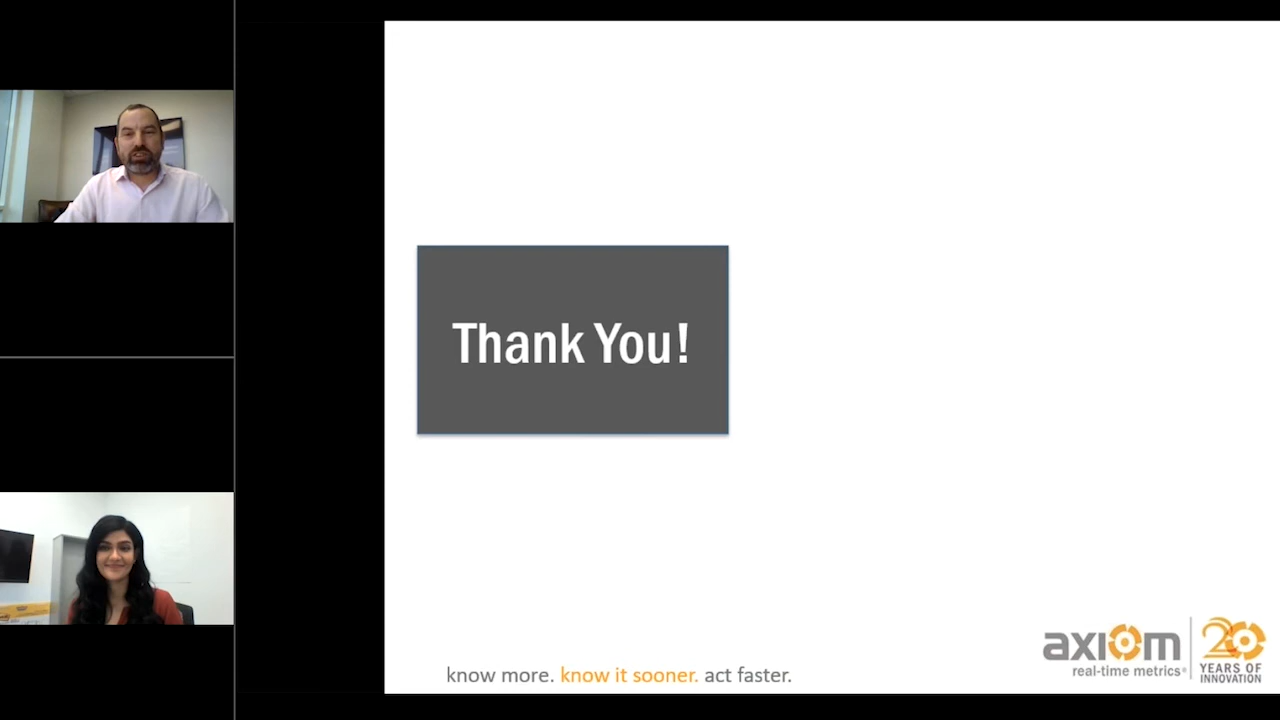 Thank You!
know more. know it sooner. act faster.
axiom
real-time metrics®
20
YEARS OF
INNOVATION